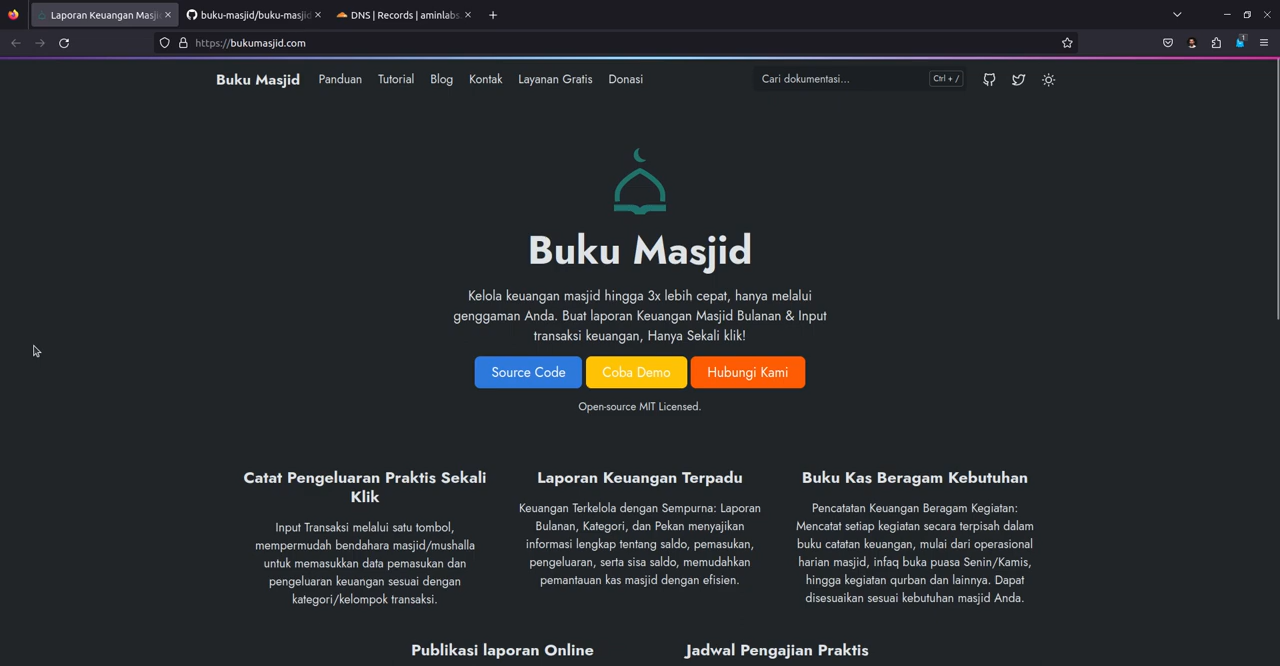 Laporan Keuangan Masji
buku-masjid/buku-masjid
DNS | Records | aminlabs.
https://bukumasjid.com
1
Buku Masjid
Panduan
Tutorial
Blog
Kontak
Layanan Gratis
Donasi
Cari dokumentasi...
Ctrl + /
Buku Masjid
Kelola keuangan masjid hingga 3x lebih cepat, hanya melalui
genggaman Anda. Buat laporan Keuangan Masjid Bulanan & Input
transaksi keuangan, Hanya Sekali klik!
Source Code
Coba Demo
Hubungi Kami
Open-source MIT Licensed.
Catat Pengeluaran Praktis Sekali
Klik
Input Transaksi melalui satu tombol,
mempermudah bendahara masjid/mushalla
untuk memasukkan data pemasukan dan
pengeluaran keuangan sesuai dengan
kategori/kelompok transaksi.
Laporan Keuangan Terpadu
Keuangan Terkelola dengan Sempurna: Laporan
Bulanan, Kategori, dan Pekan menyajikan
informasi lengkap tentang saldo, pemasukan,
pengeluaran, serta sisa saldo, memudahkan
pemantauan kas masjid dengan efisien.
Buku Kas Beragam Kebutuhan
Pencatatan Keuangan Beragam Kegiatan:
Mencatat setiap kegiatan secara terpisah dalam
buku catatan keuangan, mulai dari operasional
harian masjid, infaq buka puasa Senin/Kamis,
hingga kegiatan qurban dan lainnya. Dapat
disesuaikan sesuai kebutuhan masjid Anda.
Publikasi laporan Online
Jadwal Pengajian Praktis